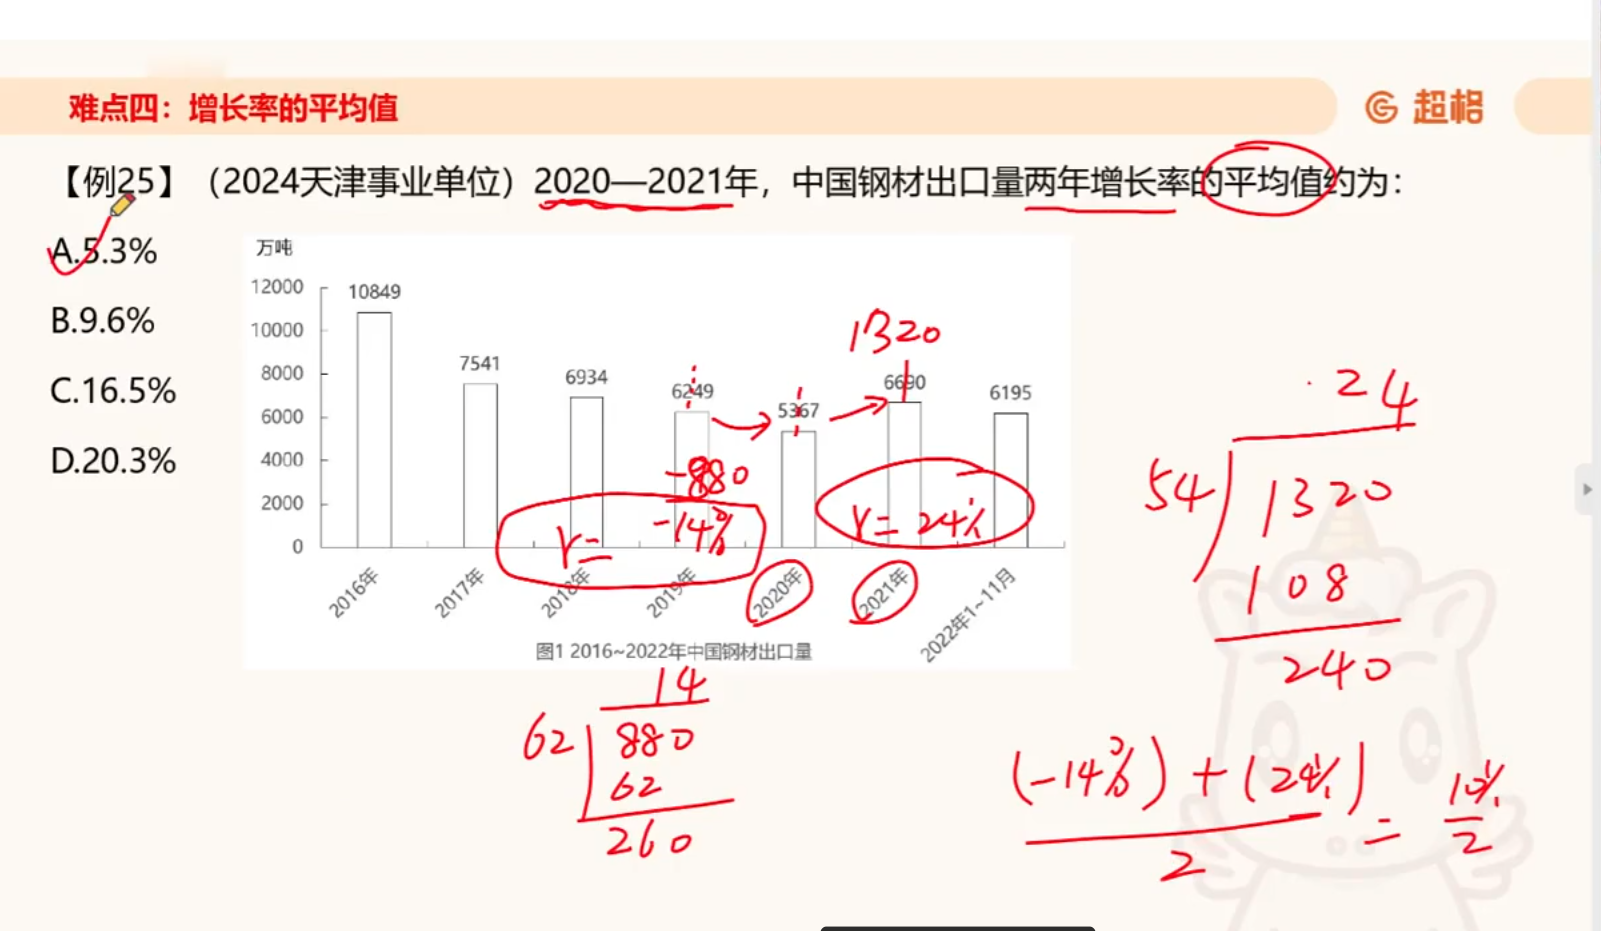 难点四：增长率的平均值
超格
【例25】（2024天津事业单位）2020—2021年，中国钢材出口量两年增长率的平均值约为：
A.5.3%
B.9.6%
C.16.5%
D.20.3%
万吨
12000
10000
8000
6000
4000
2000
0
10849
7541
6934
6249
5367
6690
6195
1320
-880
r= -14%
r= 24%
2016年
2017年
2018年
2019年
2020年
2021年
2022年1~11月
图1 2016~2022年中国钢材出口量
14
62
880
62
260
.24
54
1320
108
240
(-14%) + (24%) = 10%
2 2